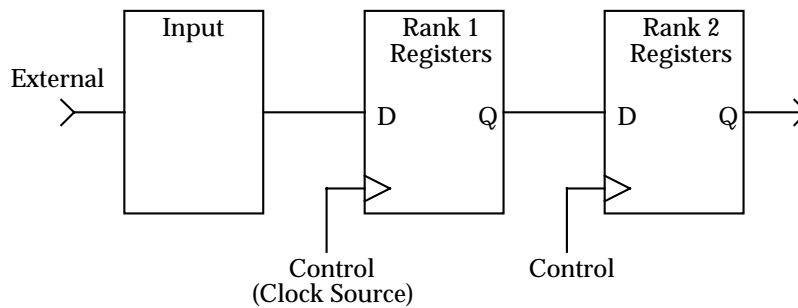 Input
Rank 1
Registers
Rank 2
Registers
External
D
Q
D
Q
Control
(Clock Source)
Control